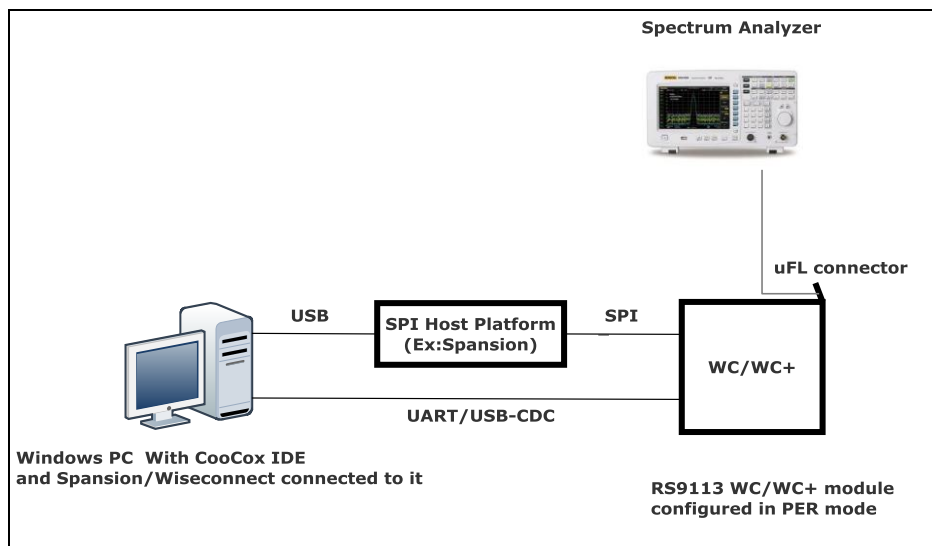 Spectrum Analyzer
uFL connector
USB
SPI Host Platform
(Ex:Spansion)
SPI
WC/WC+
UART/USB-CDC
Windows PC  With CooCox IDE
and Spansion/Wiseconnect connected to it
RS9113 WC/WC+ module
configured in PER mode